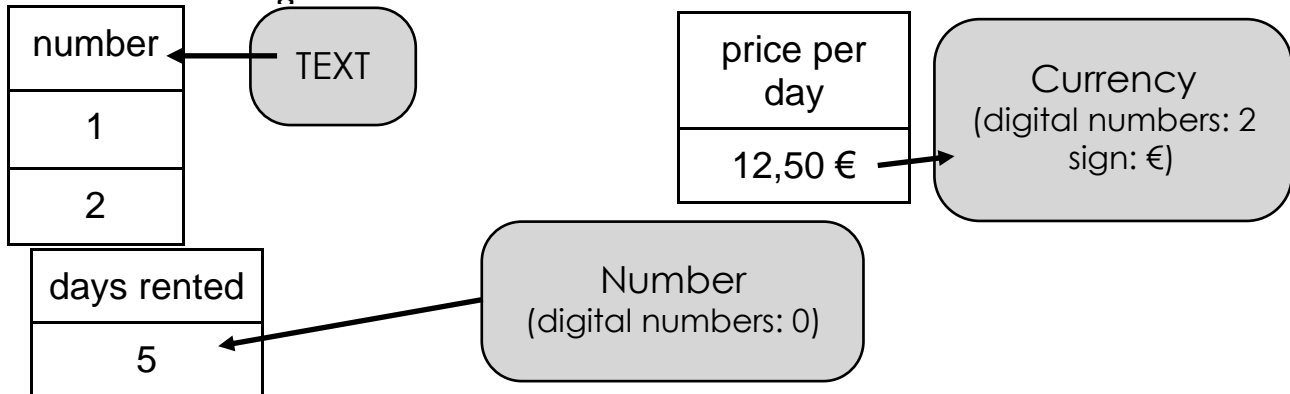 number
1
2
TEXT
price per
day
12,50 €
Currency
(digital numbers: 2
sign: €)
days rented
5
Number
(digital numbers: 0)